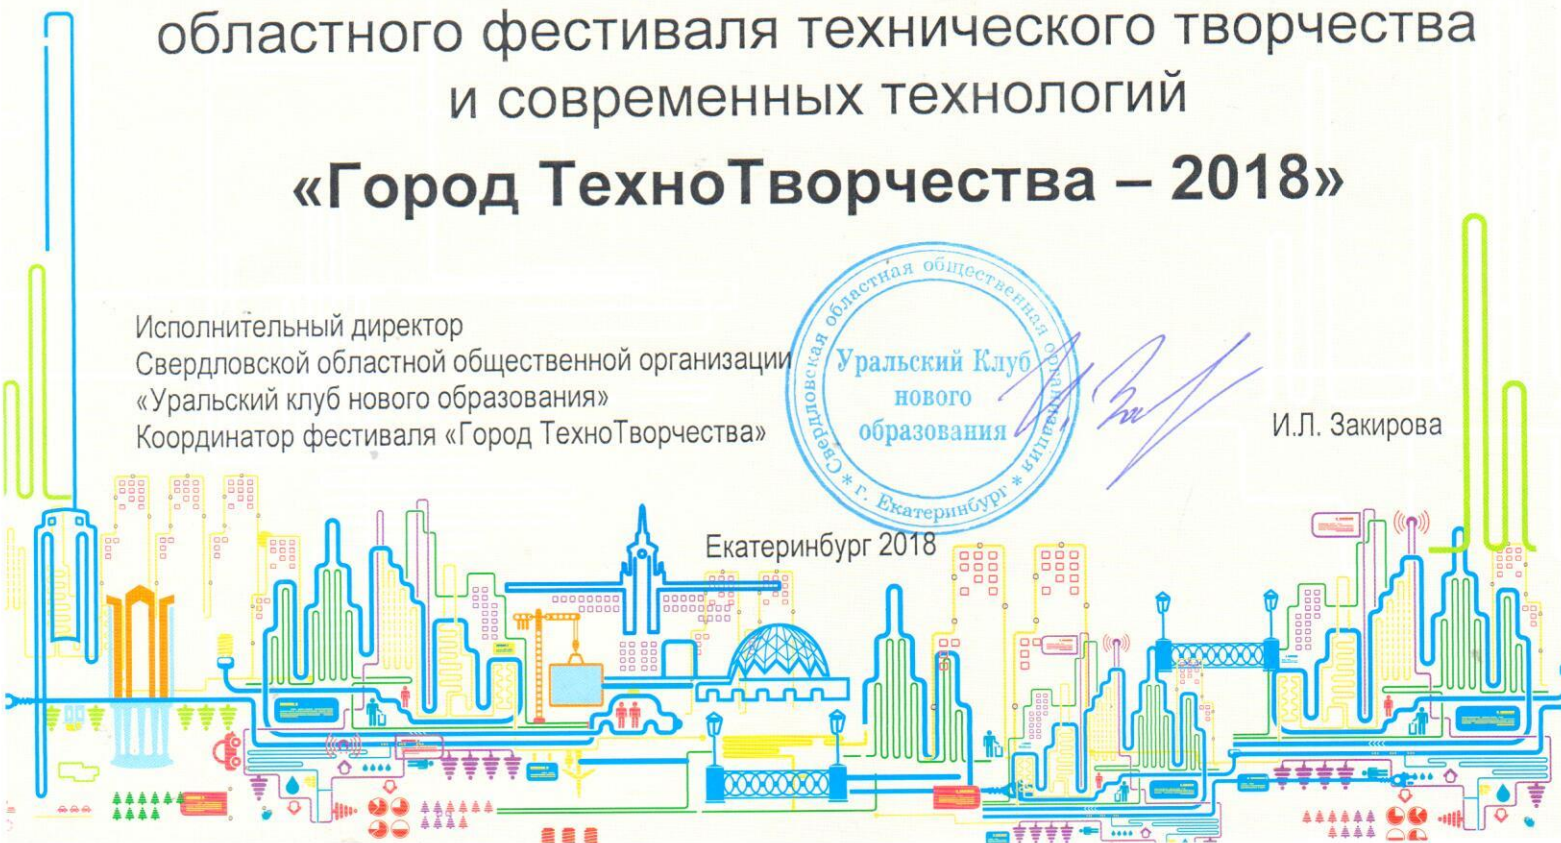 областного фестиваля технического творчества
и современных технологий
«Город ТехноТворчества – 2018»
Исполнительный директор
Свердловской областной общественной организации
«Уральский клуб нового образования»
Координатор фестиваля «Город ТехноТворчества»
Свердловская областная общественная организация
* г. Екатеринбург *
Уральский Клуб
нового
образования
И.Л. Закирова
Екатеринбург 2018